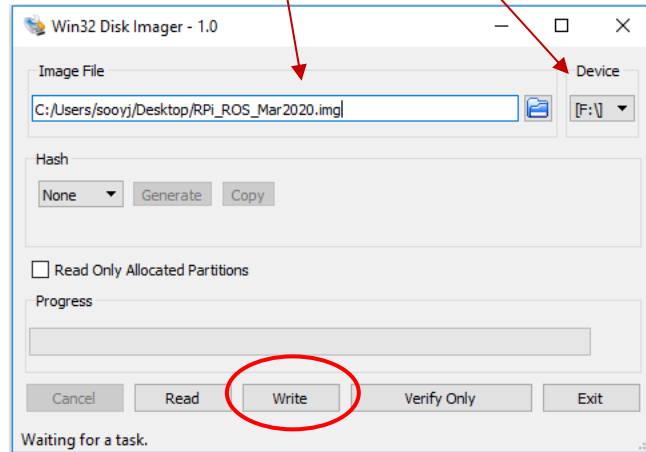 Win32 Disk Imager - 1.0
Image File
Device
C:/Users/sooyj/Desktop/RPi_ROS_Mar2020.img
[F:\]
Hash
None Generate Copy
Read Only Allocated Partitions
Progress
Cancel Read Write Verify Only Exit
Waiting for a task.